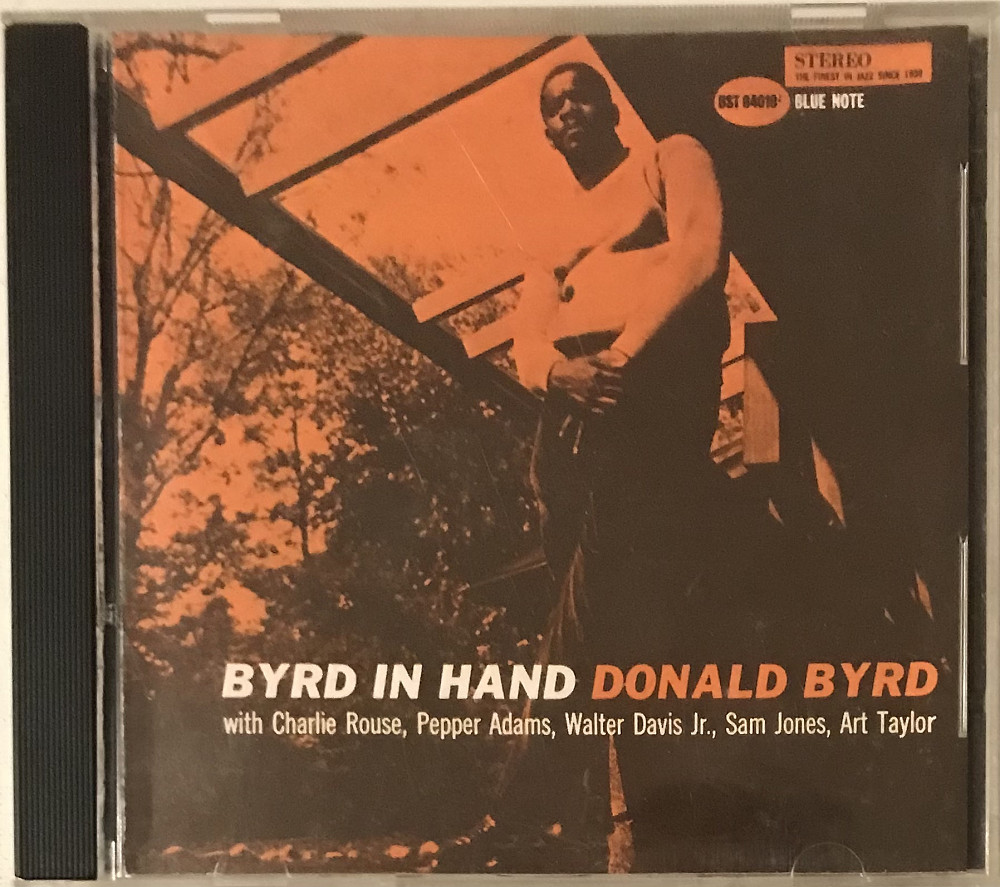 STEREO
THE FINEST IN JAZZ SINCE 1939
BST 84019
BLUE NOTE
BYRD IN HAND DONALD BYRD
with Charlie Rouse, Pepper Adams, Walter Davis Jr., Sam Jones, Art Taylor